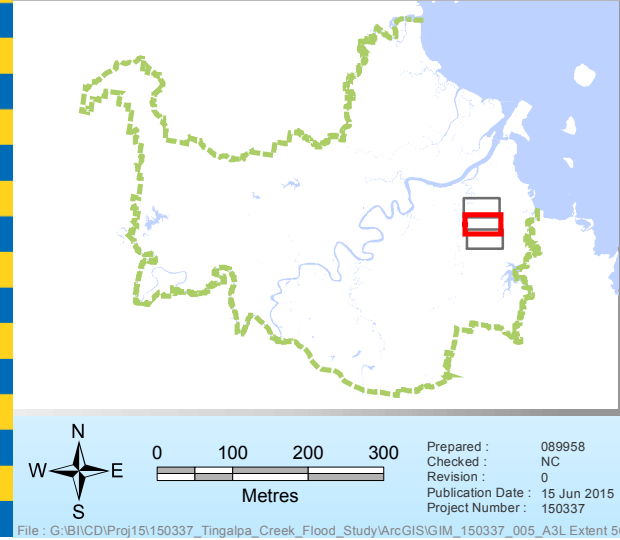 N
W E
S
0 100 200 300
Metres
Prepared : 089958
Checked : NC
Revision : 0
Publication Date : 15 Jun 2015
Project Number : 150337
File : G:\BI\CD\Proj15\150337_Tingalpa_Creek_Flood_Study\ArcGIS\GIM_150337_005_A3L Extent 5